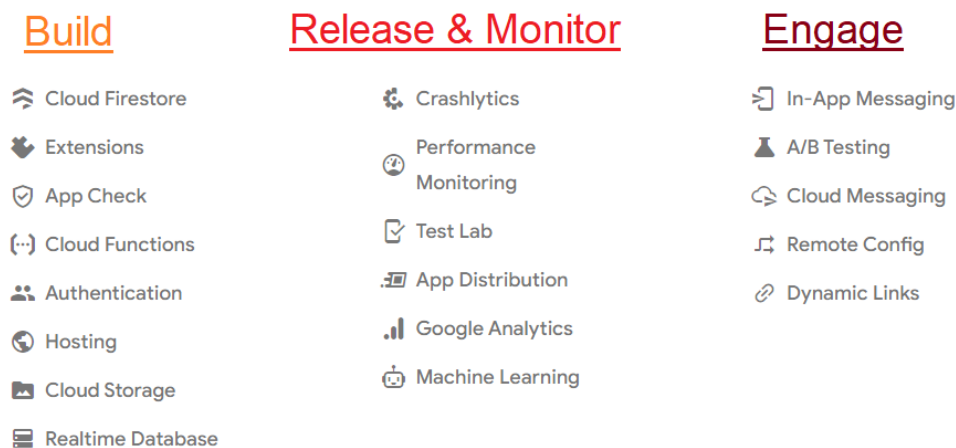 Build
Cloud Firestore
Extensions
App Check
Cloud Functions
Authentication
Hosting
Cloud Storage
Realtime Database
Release & Monitor
Crashlytics
Performance
Monitoring
Test Lab
App Distribution
Google Analytics
Machine Learning
Engage
In-App Messaging
A/B Testing
Cloud Messaging
Remote Config
Dynamic Links